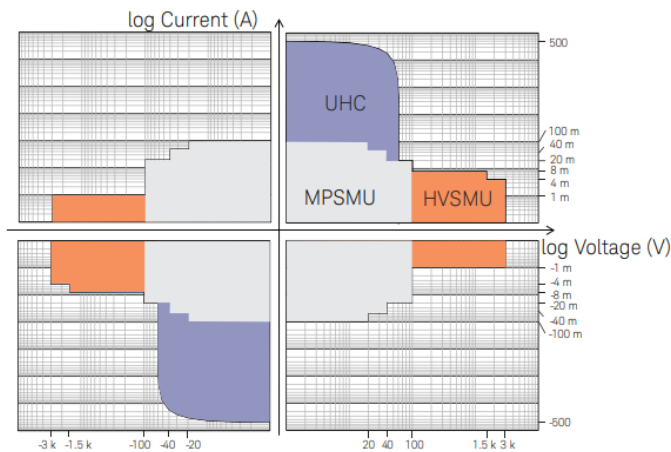 log Current (A)
500
UHC
100 m
40 m
20 m
8 m
4 m
1 m
MPSMU
HVSMU
log Voltage (V)
-1 m
-4 m
-8 m
-20 m
-40 m
-100 m
-500
-3 k -1.5 k -100 -40 -20 20 40 100 1.5 k 3 k